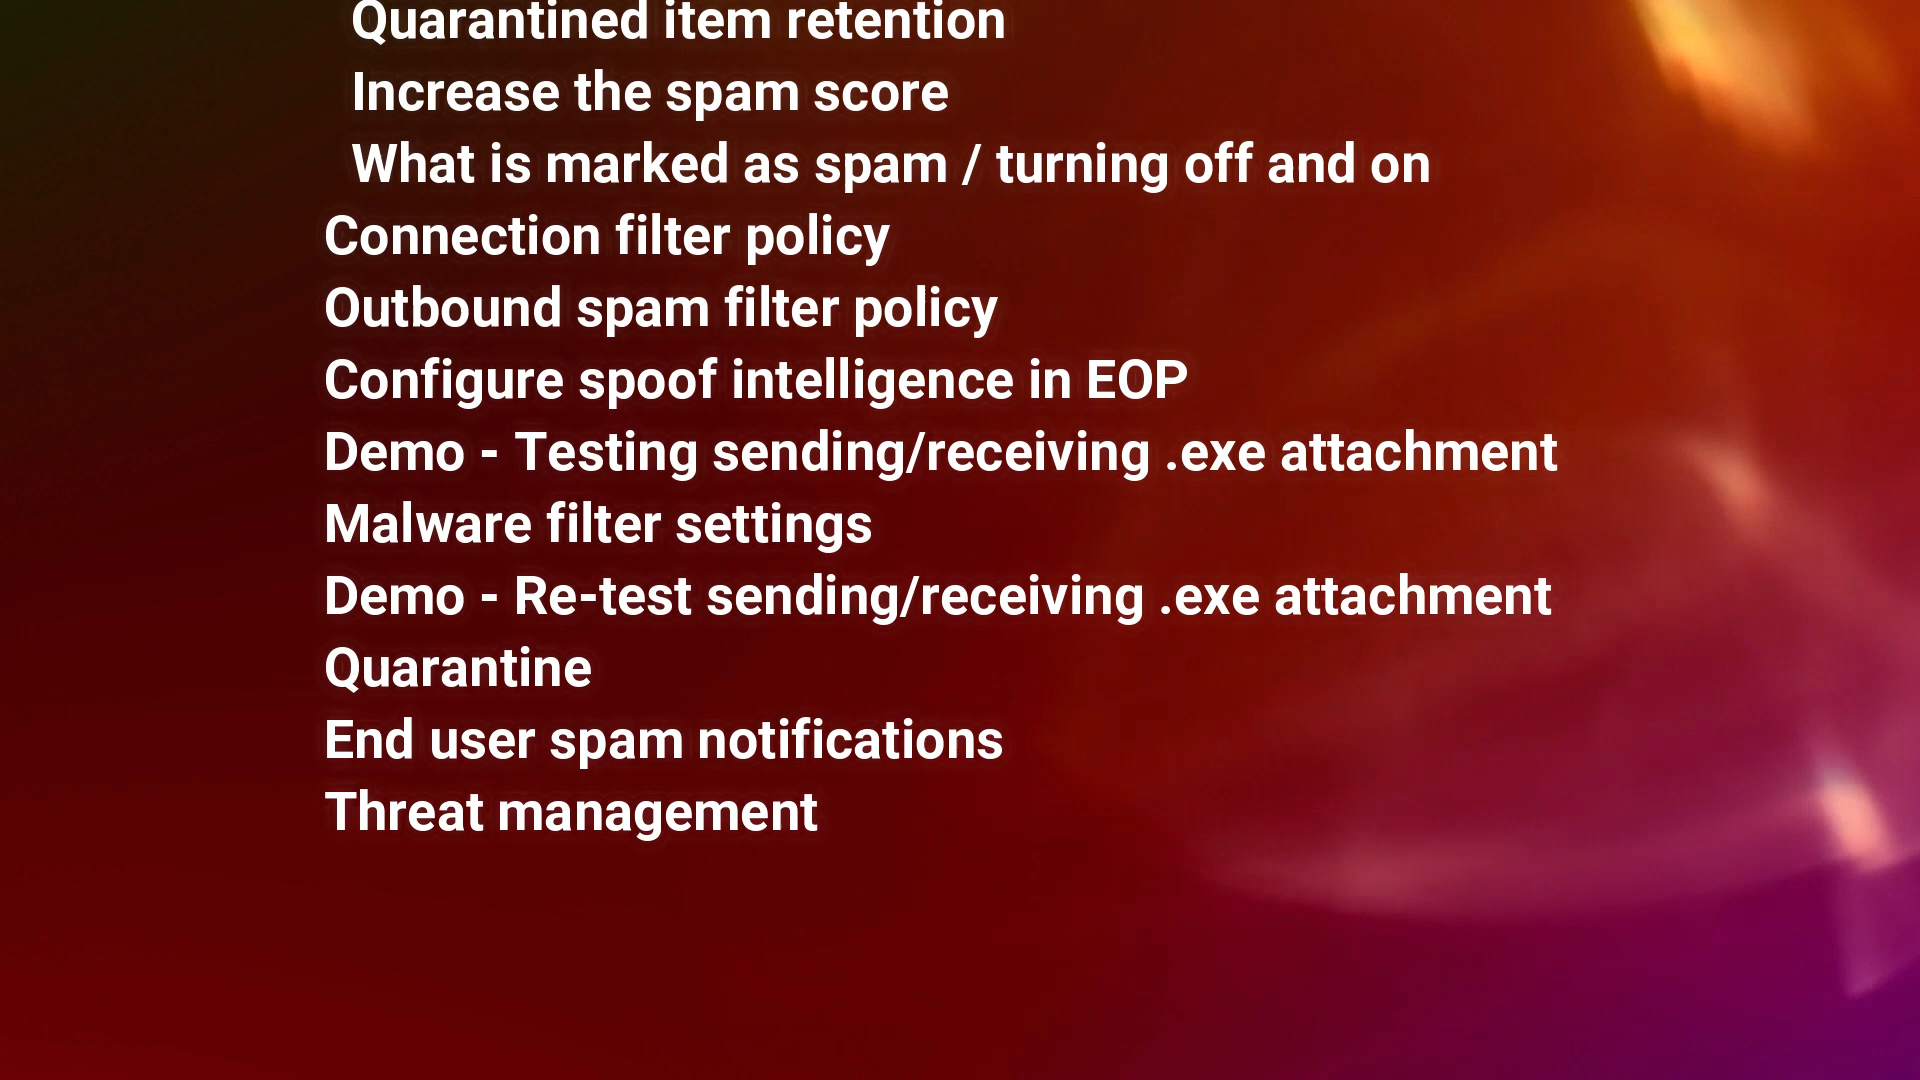 Quarantined item retention
Increase the spam score
What is marked as spam / turning off and on
Connection filter policy
Outbound spam filter policy
Configure spoof intelligence in EOP
Demo - Testing sending/receiving .exe attachment
Malware filter settings
Demo - Re-test sending/receiving .exe attachment
Quarantine
End user spam notifications
Threat management